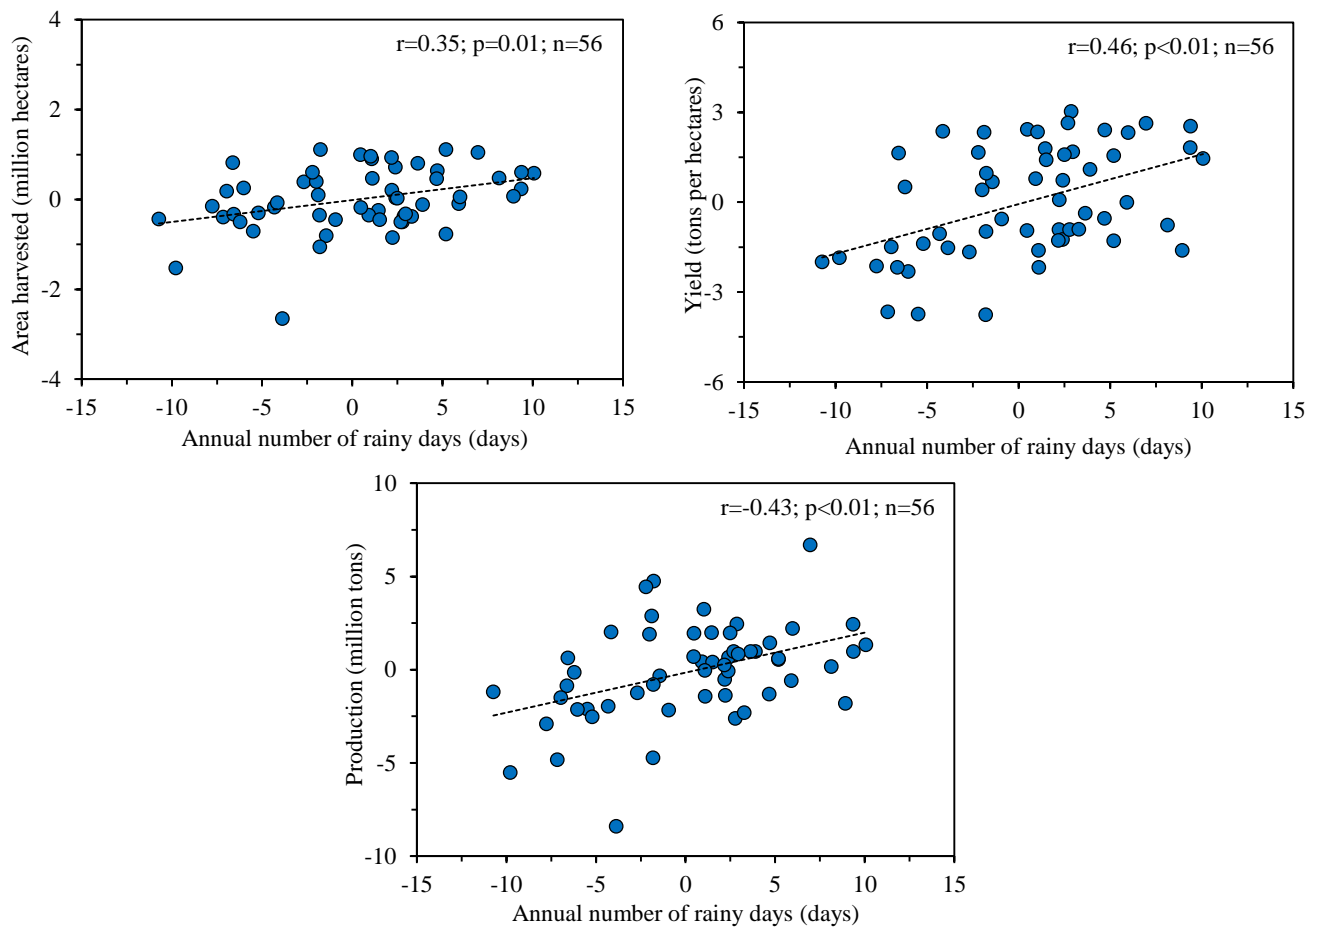 4
2
0
-2
-4
Area harvested (million hectares)
r=0.35; p=0.01; n=56
-15 -10 -5 0 5 10 15
Annual number of rainy days (days)
6
3
0
-3
-6
Yield (tons per hectares)
r=0.46; p<0.01; n=56
-15 -10 -5 0 5 10 15
Annual number of rainy days (days)
10
5
0
-5
-10
Production (million tons)
r=-0.43; p<0.01; n=56
-15 -10 -5 0 5 10 15
Annual number of rainy days (days)